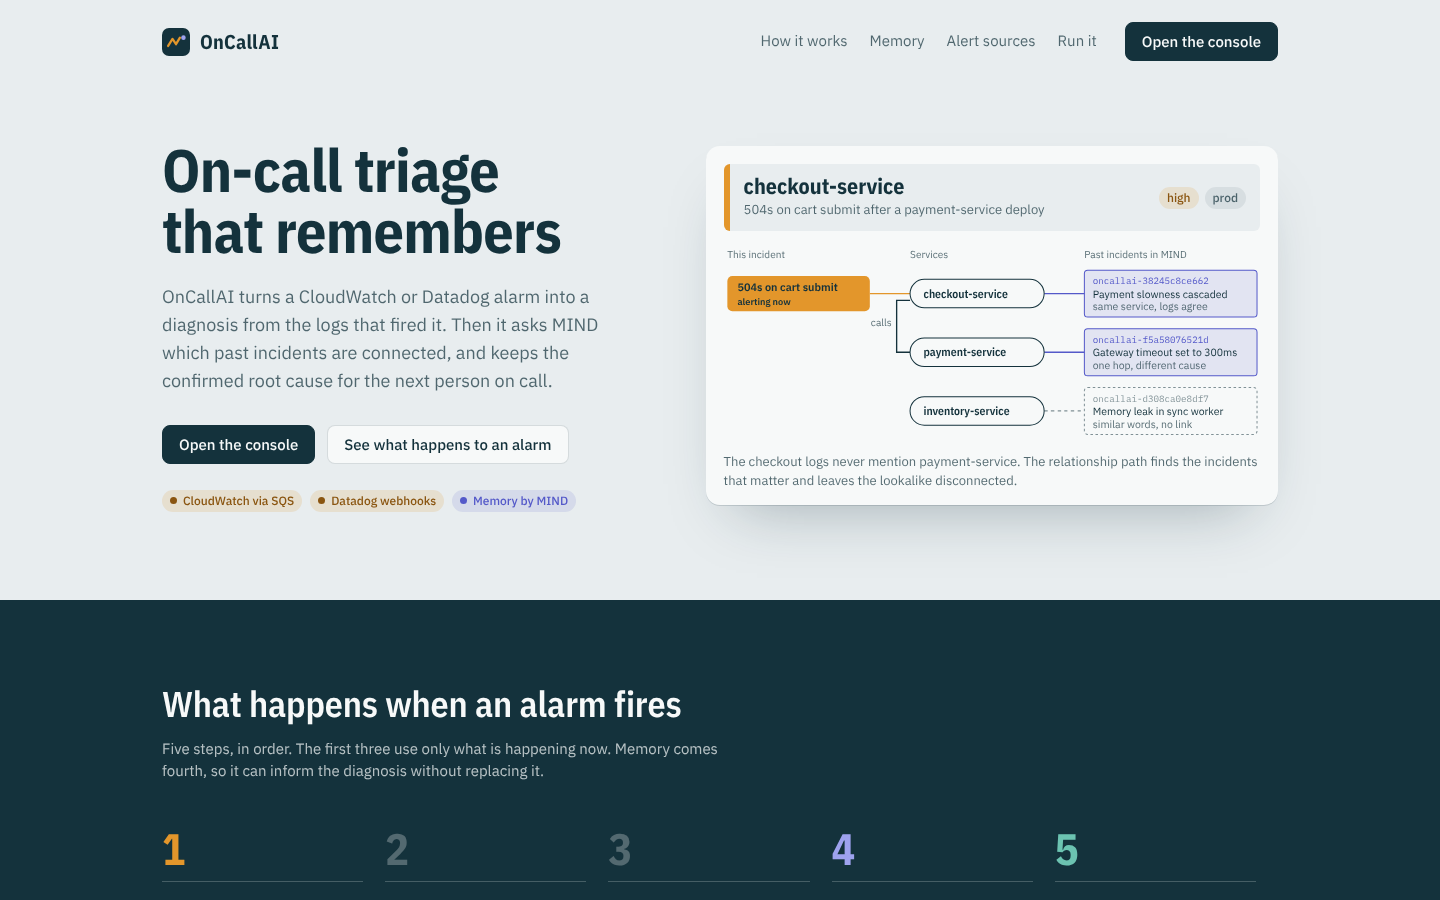 OnCallAI
How it works
Memory
Alert sources
Run it
Open the console
On-call triage
that remembers
OnCallAI turns a CloudWatch or Datadog alarm into a
diagnosis from the logs that fired it. Then it asks MIND
which past incidents are connected, and keeps the
confirmed root cause for the next person on call.
Open the console
See what happens to an alarm
CloudWatch via SQS
Datadog webhooks
Memory by MIND
checkout-service
504s on cart submit after a payment-service deploy
high
prod
This incident
Services
Past incidents in MIND
504s on cart submit
alerting now
checkout-service
oncallai-38245c8ce662
Payment slowness cascaded
same service, logs agree
calls
payment-service
oncallai-f5a58076521d
Gateway timeout set to 300ms
one hop, different cause
inventory-service
oncallai-d308ca0e8df7
Memory leak in sync worker
similar words, no link
The checkout logs never mention payment-service. The relationship path finds the incidents
that matter and leaves the lookalike disconnected.
What happens when an alarm fires
Five steps, in order. The first three use only what is happening now. Memory comes
fourth, so it can inform the diagnosis without replacing it.
1
2
3
4
5